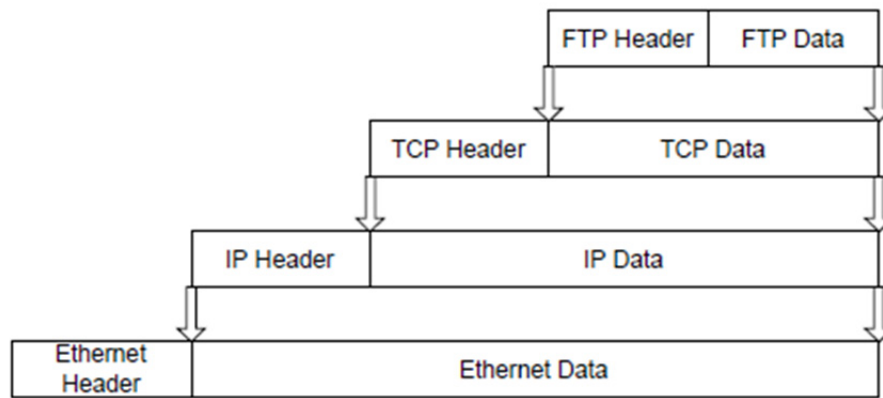 FTP Header
FTP Data
TCP Header
TCP Data
IP Header
IP Data
Ethernet
Header
Ethernet Data